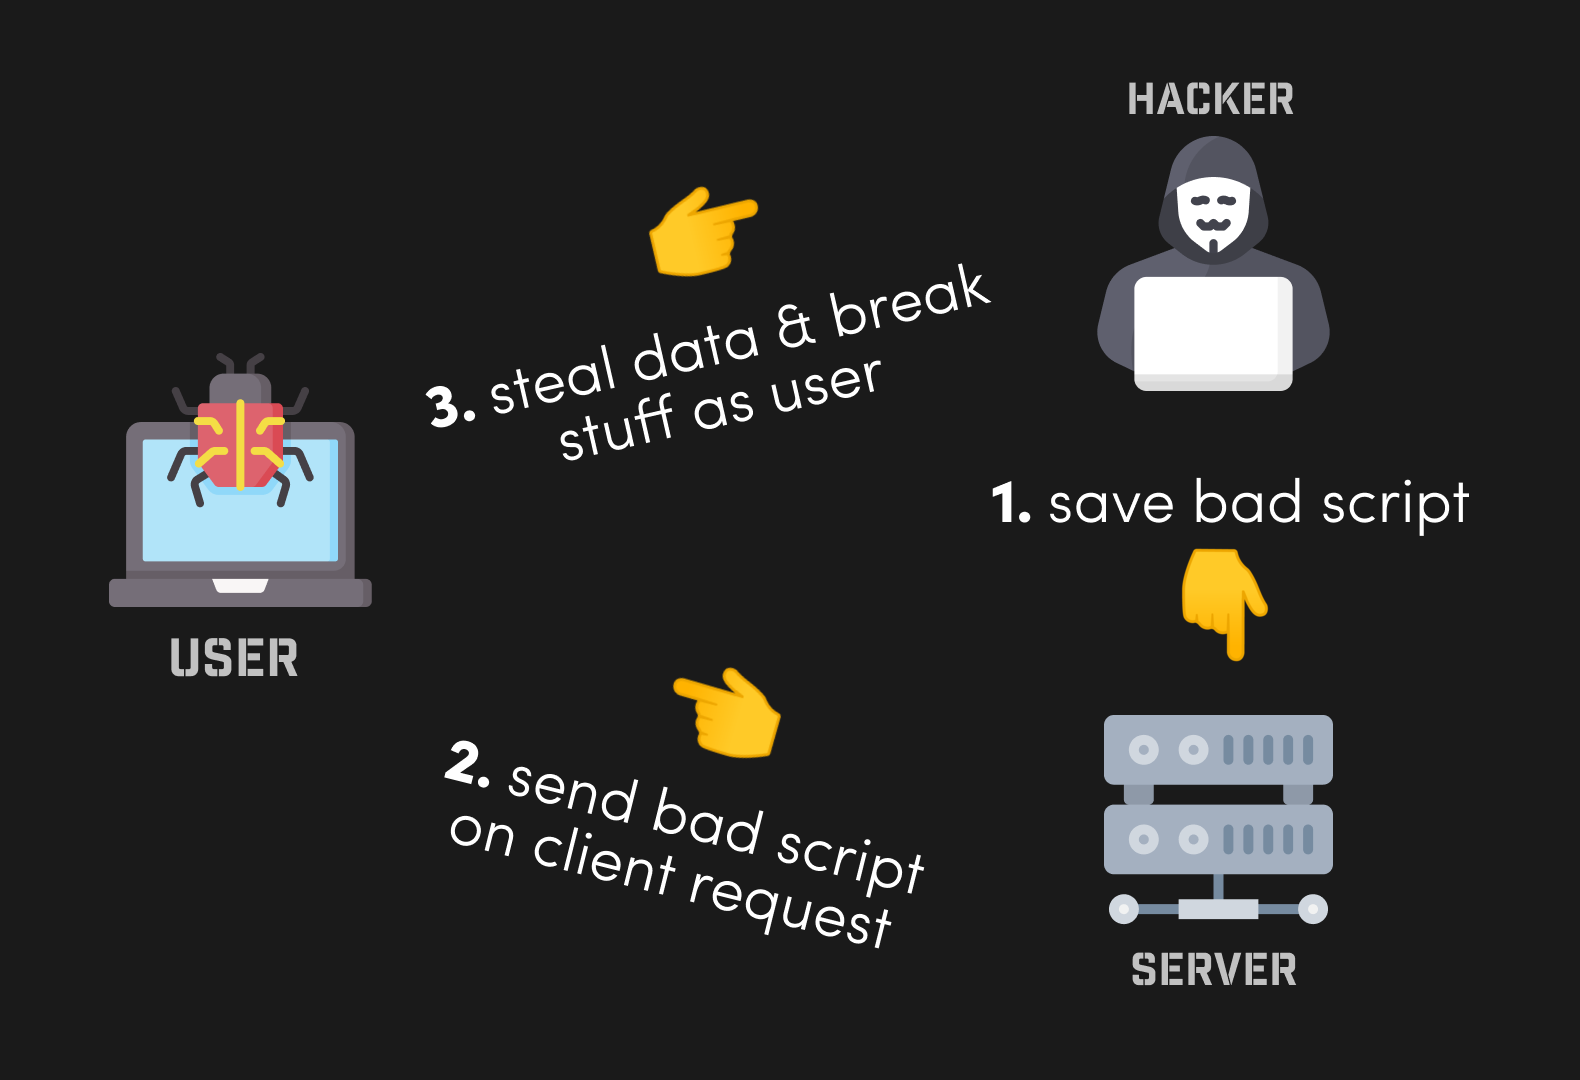 HACKER
3. steal data & break
stuff as user
1. save bad script
USER
2. send bad script
on client request
SERVER